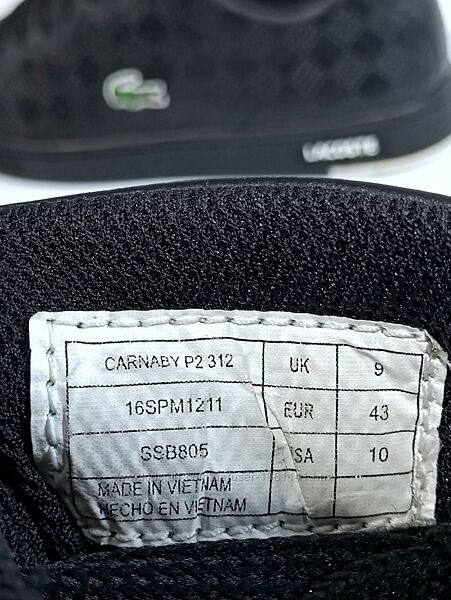 LACOSTE
CARNABY P2 312 UK 9
16SPM1211 EUR 43
SSB805 USA 10
MADE IN VIETNAM
HECHO EN VIETNAM